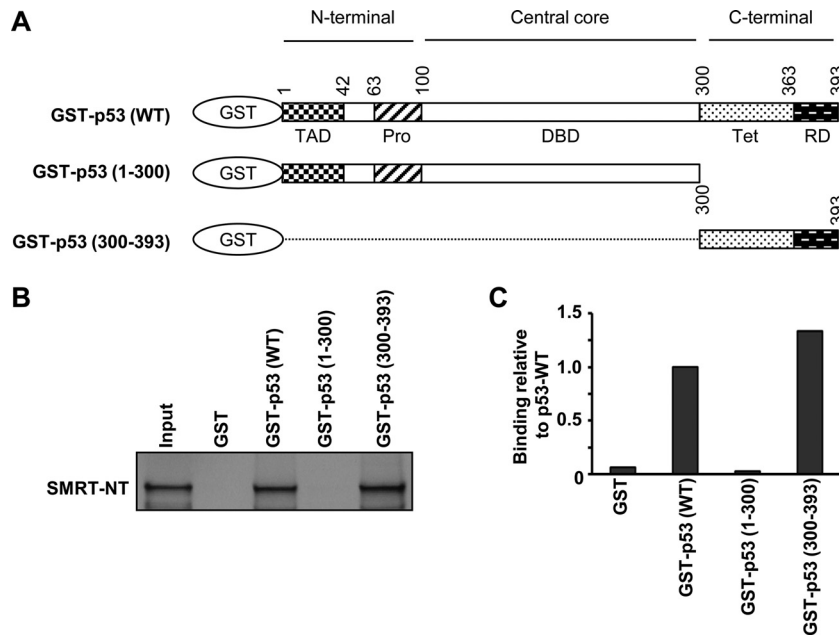 A
N-terminal Central core C-terminal
1 42 63 100 300 363 393
GST-p53 (WT) GST
TAD Pro DBD Tet RD
GST-p53 (1-300) GST
300 393
GST-p53 (300-393) GST
B
Input GST GST-p53 (WT) GST-p53 (1-300) GST-p53 (300-393)
SMRT-NT
C
Binding relative
to p53-WT
1.5
1.0
0.5
0
GST GST-p53 (WT) GST-p53 (1-300) GST-p53 (300-393)